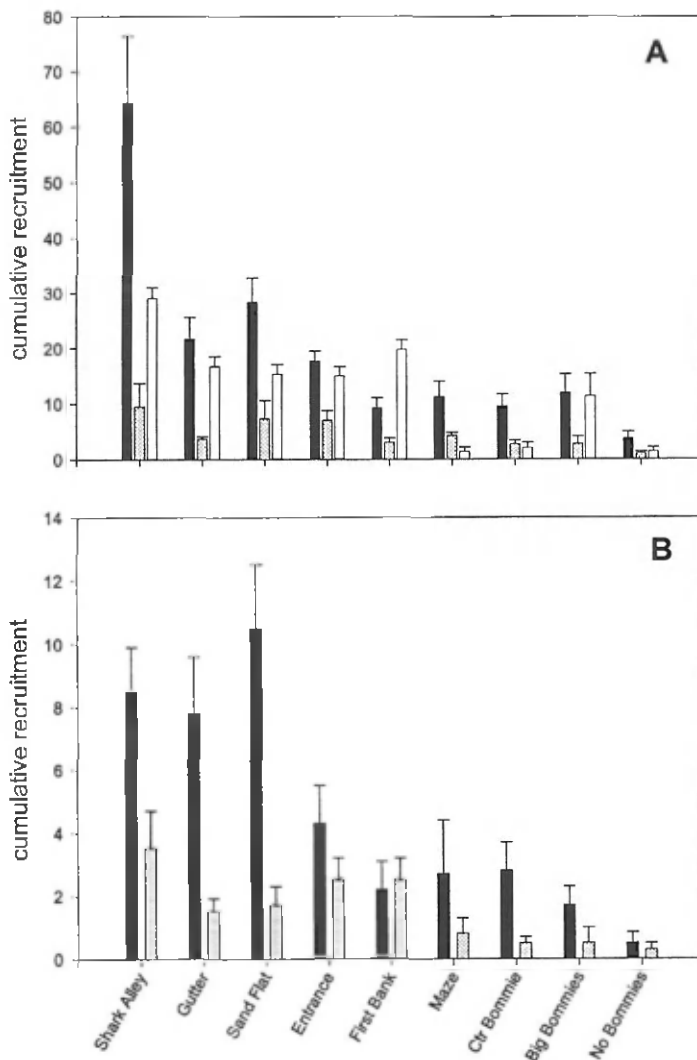 80
A
70
60
50
40
30
20
10
0
cumulative recruitment
14
B
12
10
8
6
4
2
0
cumulative recruitment
Shark Alley
Gutter
Sand Flat
Entrance
First Bank
Maze
Ctr Bommie
Big Bommies
No Bommies